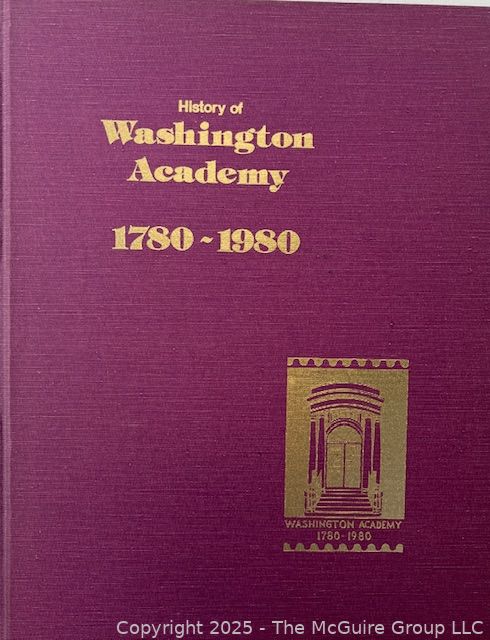 History of
Washington
Academy
1780~1980
WASHINGTON ACADEMY
1780-1980
Copyright 2025 - The McGuire Group LLC